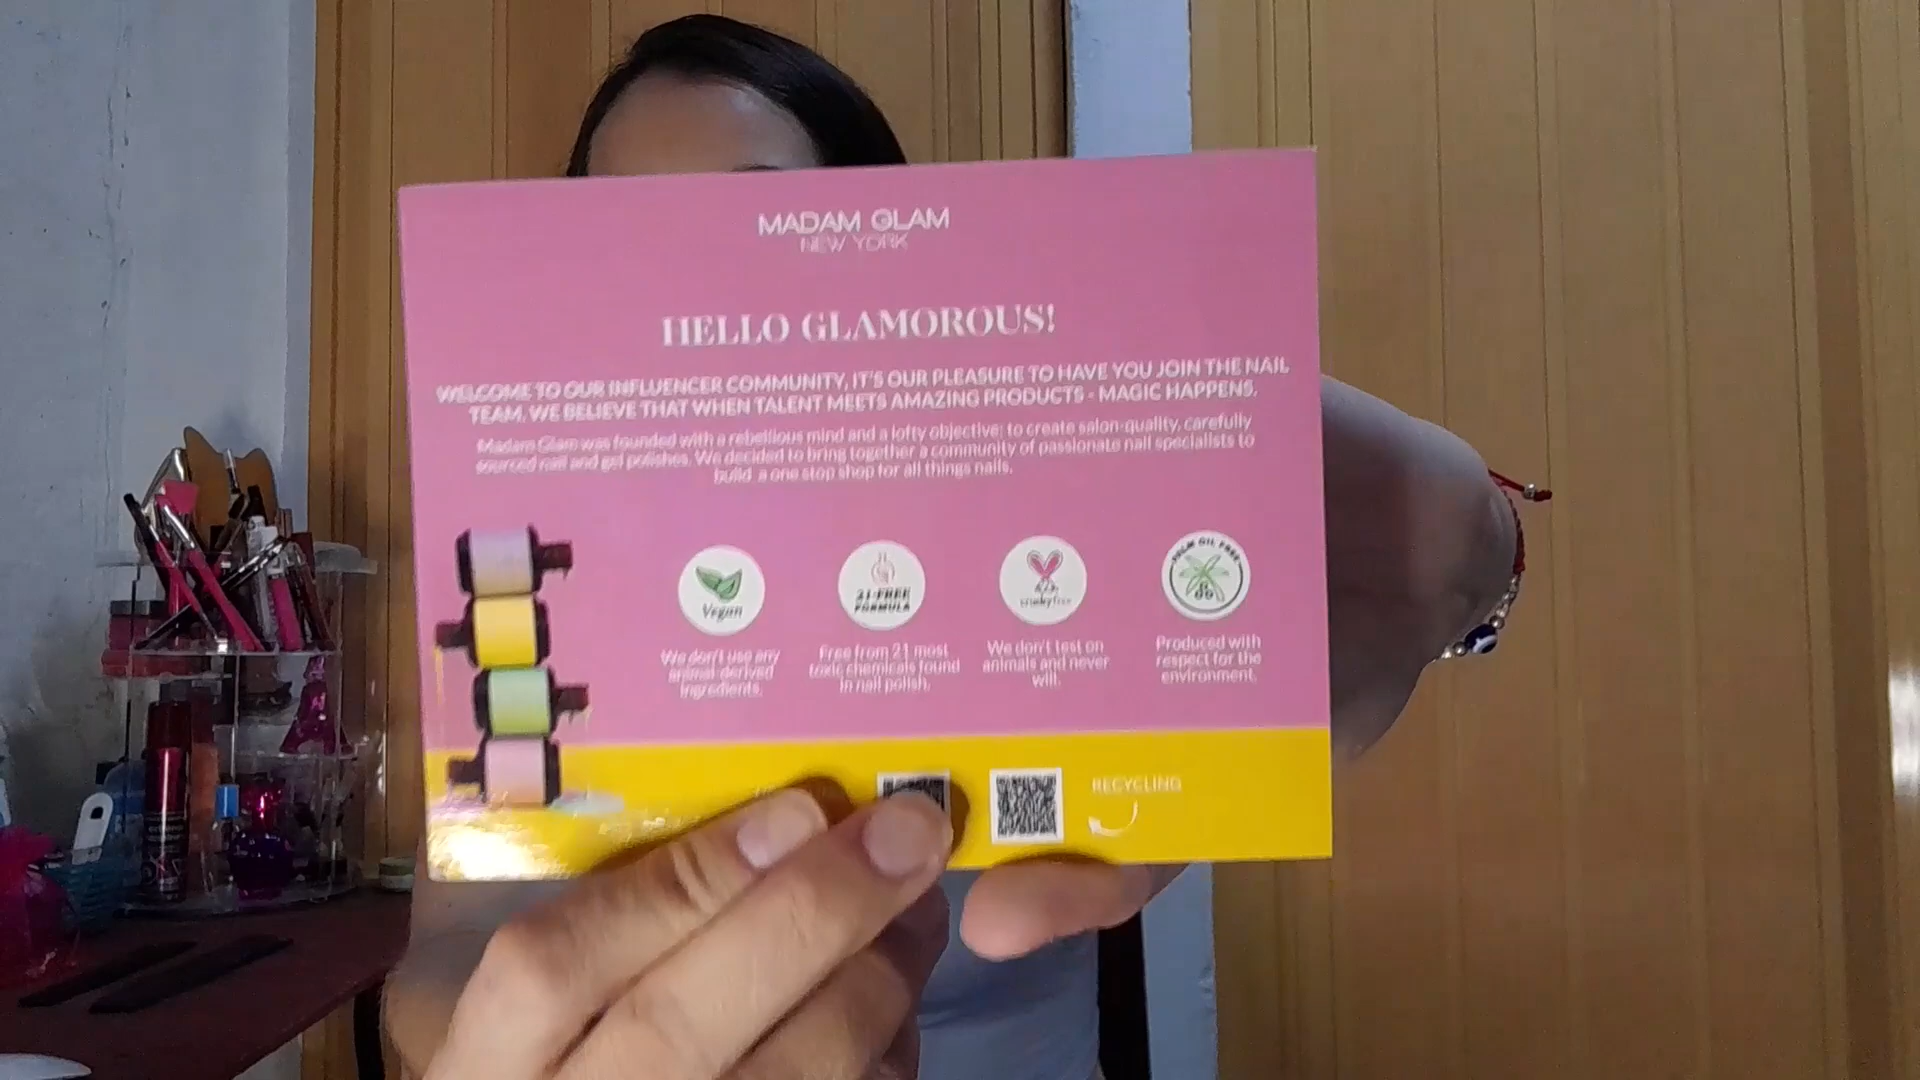 MADAM GLAM
NEW YORK
HELLO GLAMOROUS!
WELCOME TO OUR INFLUENCER COMMUNITY, IT'S OUR PLEASURE TO HAVE YOU JOIN THE NAIL
TEAM. WE BELIEVE THAT WHEN TALENT MEETS AMAZING PRODUCTS - MAGIC HAPPENS.
Madam Glam was founded with a rebellious mind and a lofty objective: to create salon-quality, carefully
sourced nail and gel polishes. We decided to bring together a community of passionate nail specialists to
build a one stop shop for all things nails.
Vegan
21-FREE
FORMULA
crueltyfree
PALM OIL FREE
We don't use any
animal-derived
ingredients.
Free from 21 most
toxic chemicals found
in nail polish.
We don't test on
animals and never
will.
Produced with
respect for the
environment.
RECYCLING